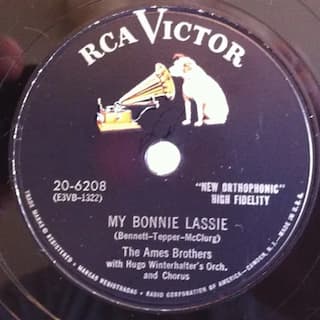 RCA VICTOR
20-6208
(E3VB-1322)
"NEW ORTHOPHONIC"
HIGH FIDELITY
MY BONNIE LASSIE
(Bennett-Tepper-McClurg)
The Ames Brothers
with Hugo Winterhalter's Orch.
and Chorus
TRADE MARKS ® REGISTERED • MARCAS REGISTRADAS • RADIO CORPORATION OF AMERICA—CAMDEN, N.J.—MADE IN U.S.A.